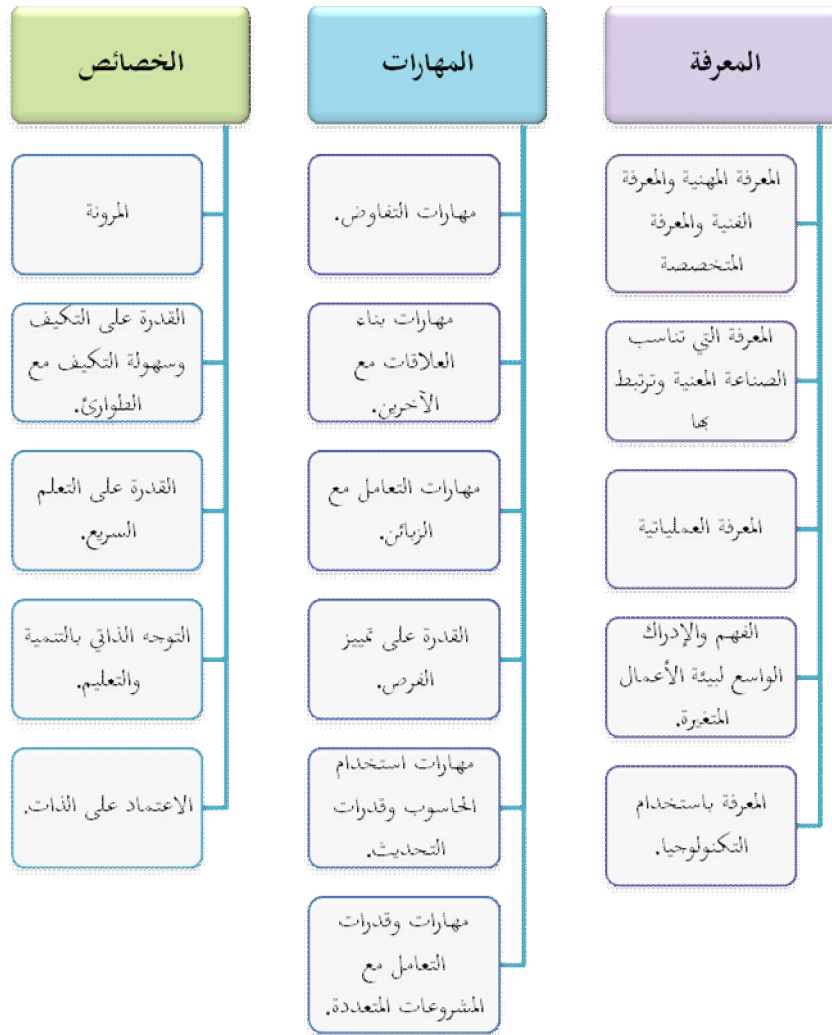 المعرفة
المعرفة المهنية والمعرفة
الفنية والمعرفة
المتخصصة
المعرفة التي تناسب
الصناعة المعنية وترتبط
بها
المعرفة العملياتية
الفهم والإدراك
الواسع لبيئة الأعمال
المتغيرة.
المعرفة باستخدام
التكنولوجيا.
المهارات
مهارات التفاوض.
مهارات بناء
العلاقات مع
الآخرين.
مهارات التعامل مع
الزبائن.
القدرة على تمييز
الفرص.
مهارات استخدام
الحاسوب وقدرات
التحديث.
مهارات وقدرات
التعامل مع
المشروعات المتعددة.
الخصائص
المرونة
القدرة على التكيف
وسهولة التكيف مع
الطوارئ.
القدرة على التعلم
السريع.
التوجه الذاتي بالتنمية
والتعليم.
الاعتماد على الذات.